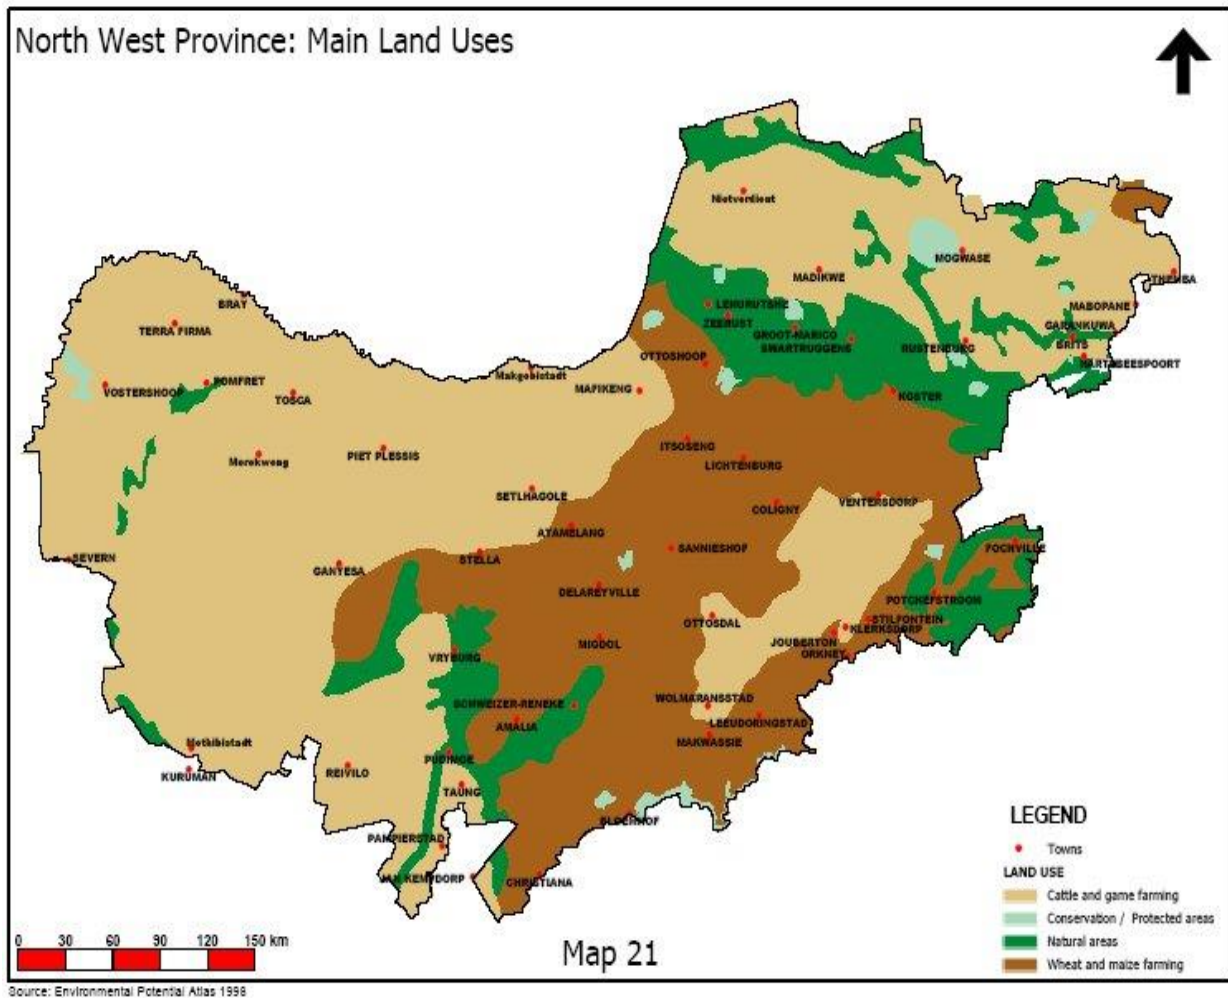 North West Province: Main Land Uses
Nietverdient
MOGWASE
MADIKWE
THEMBA
BRAY
LEHURUTSHE
MABOPANE
TERRA FIRMA
ZEERUST
GARANKUWA
GROOT-MARICO
SWARTRUGGENS
RUSTENBURG
BRITS
OTTOSHOOP
HARTEBEESPOORT
POMFRET
Makgobistadt
VOSTERSHOOP
MAFIKENG
TOSCA
KOSTER
ITSOSENG
PIET PLESSIS
Morokweng
LICHTENBURG
SETLHAGOLE
VENTERSDORP
COLIGNY
ATAMELANG
SANNIESHOF
FOCHVILLE
SEVERN
STELLA
GANYESA
DELAREYVILLE
POTCHEFSTROOM
OTTOSDAL
STILFONTEIN
KLERKSDORP
JOUBERTON
MIGDOL
ORKNEY
VRYBURG
WOLMARANSSTAD
SCHWEIZER-RENEKE
LEEUDORINGSTAD
AMALIA
MAKWASSIE
Mothibistadt
PUDIMOE
REIVILO
KURUMAN
TAUNG
BLOEMHOF
PAMPIERSTAD
JAN KEMPDORP
CHRISTIANA
LEGEND
Towns
LAND USE
Cattle and game farming
Conservation / Protected areas
Natural areas
Wheat and maize farming
0 30 60 90 120 150 km
Map 21
Source: Environmental Potential Atlas 1998